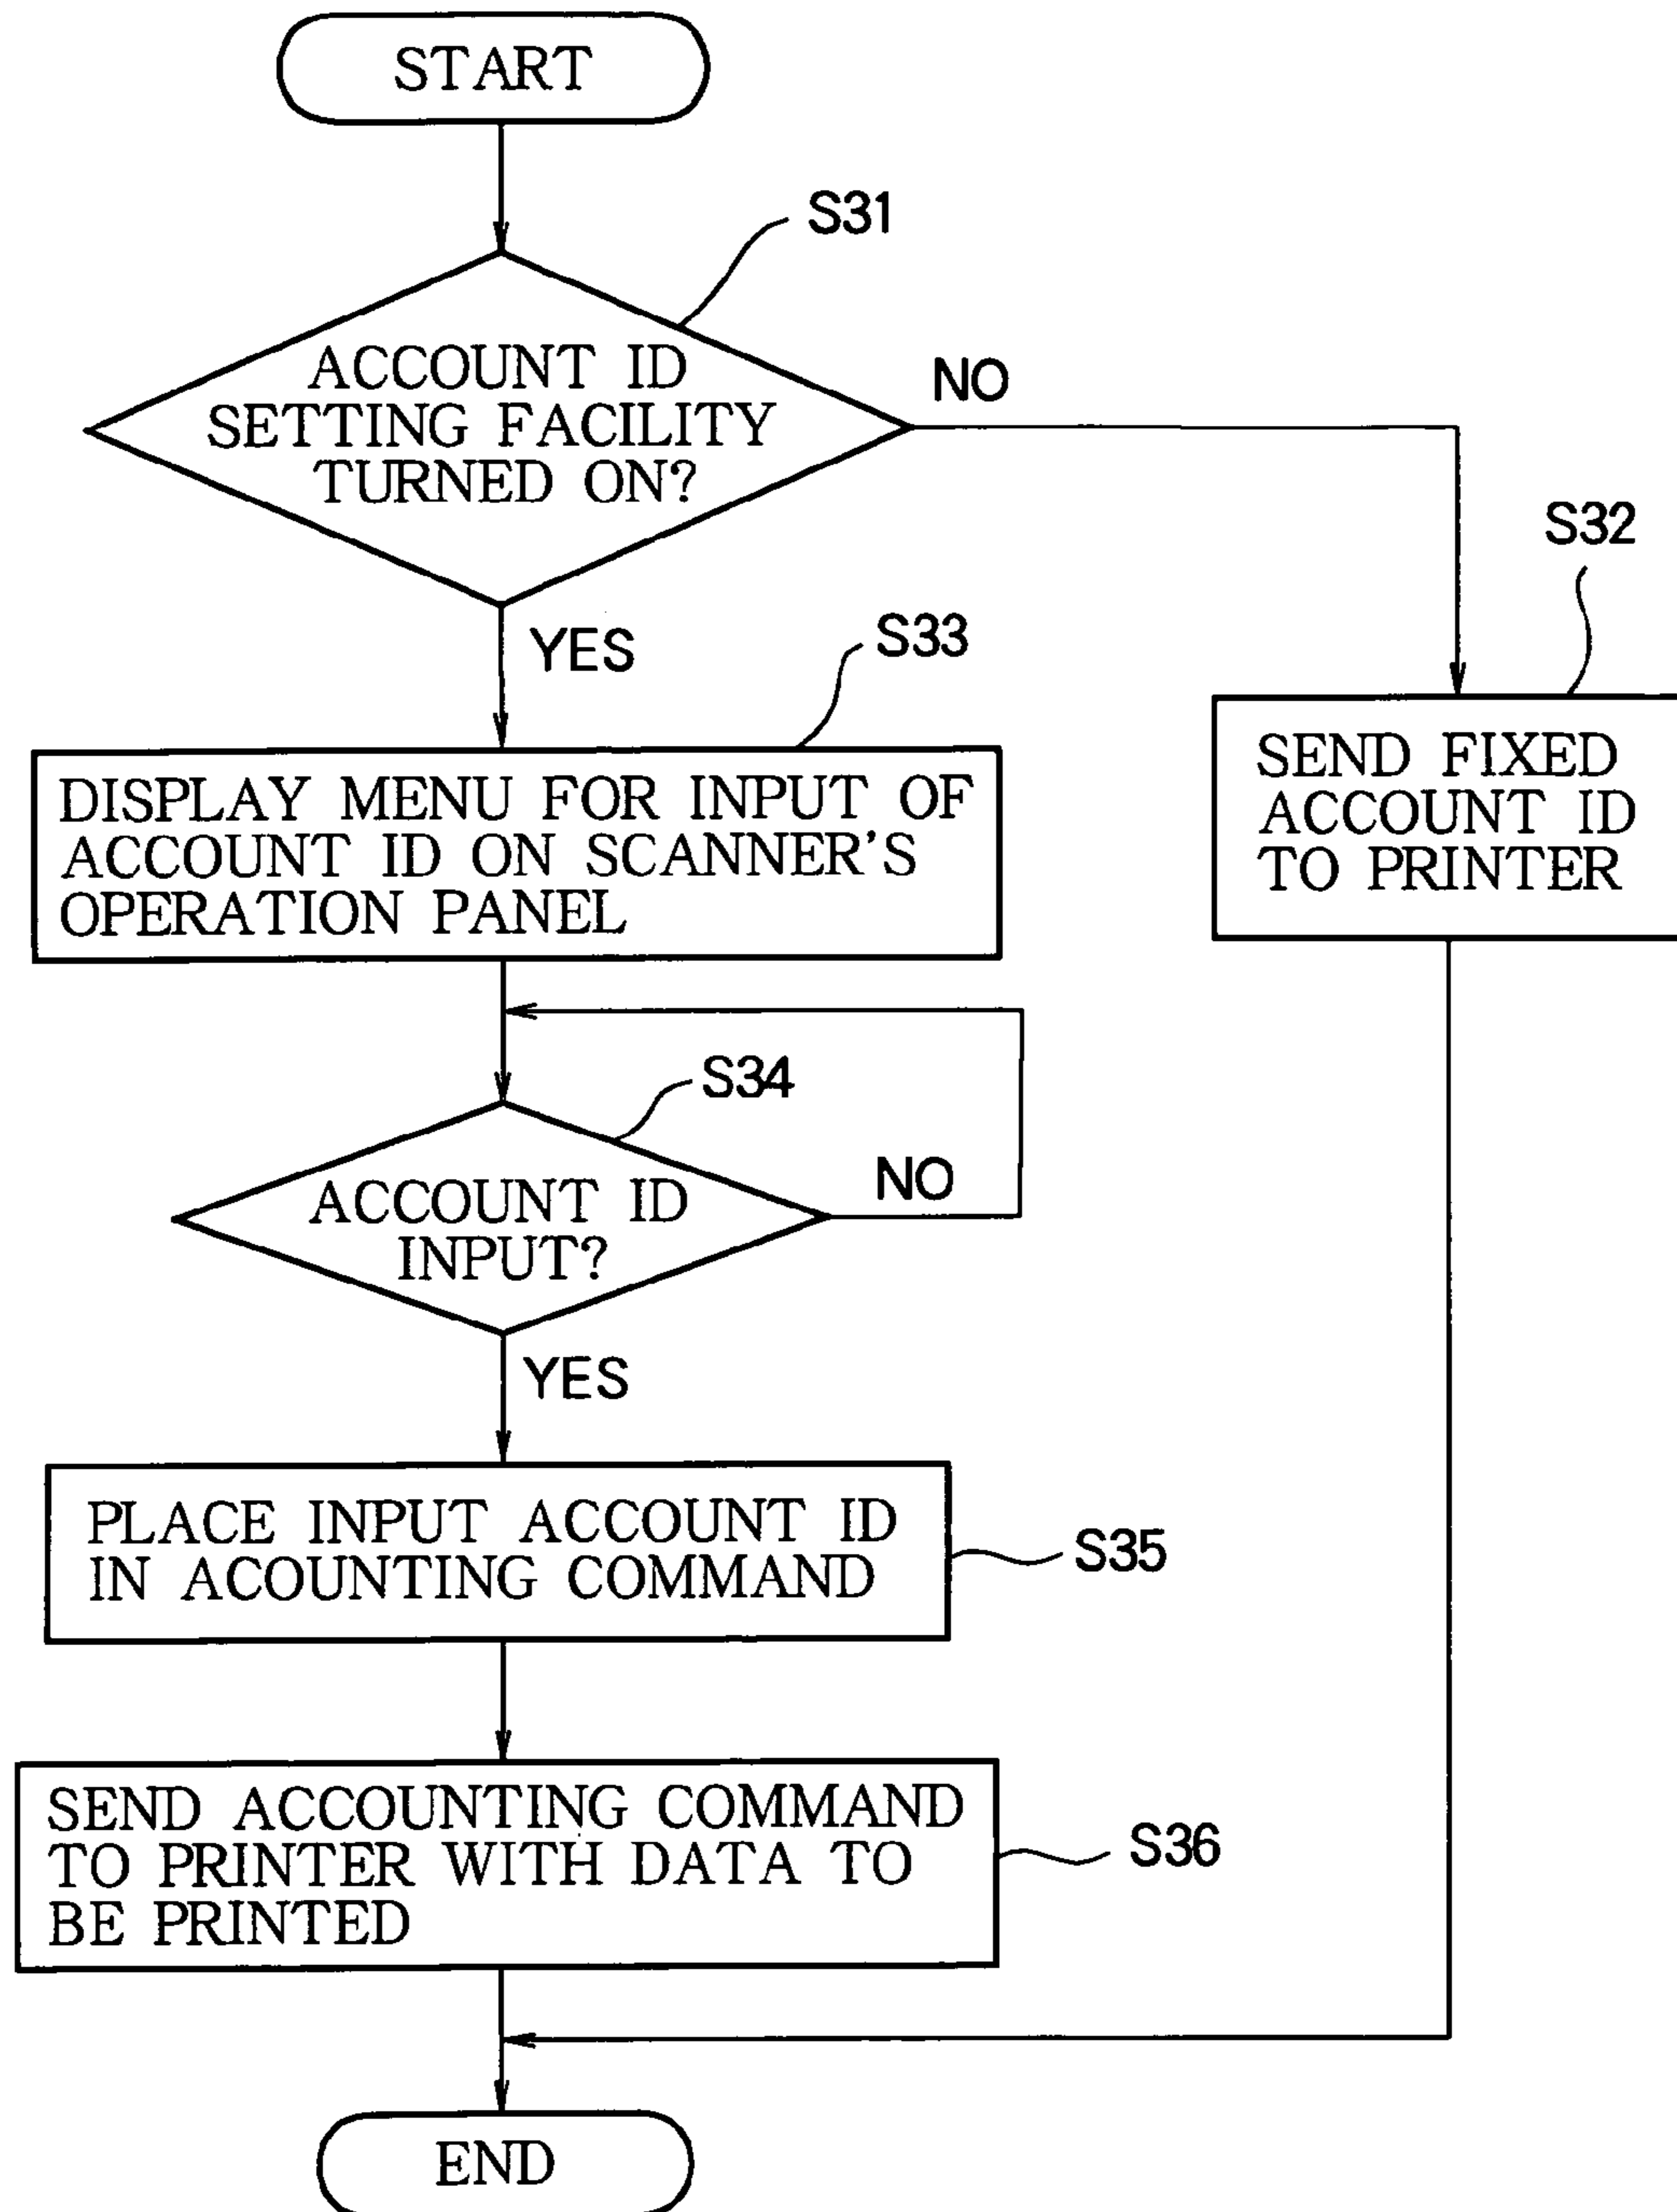 START
S31
ACCOUNT ID
SETTING FACILITY
TURNED ON?
NO
S32
YES
S33
SEND FIXED
ACCOUNT ID
TO PRINTER
DISPLAY MENU FOR INPUT OF
ACCOUNT ID ON SCANNER'S
OPERATION PANEL
S34
ACCOUNT ID
INPUT?
NO
YES
PLACE INPUT ACCOUNT ID
IN ACOUNTING COMMAND
S35
SEND ACCOUNTING COMMAND
TO PRINTER WITH DATA TO
BE PRINTED
S36
END